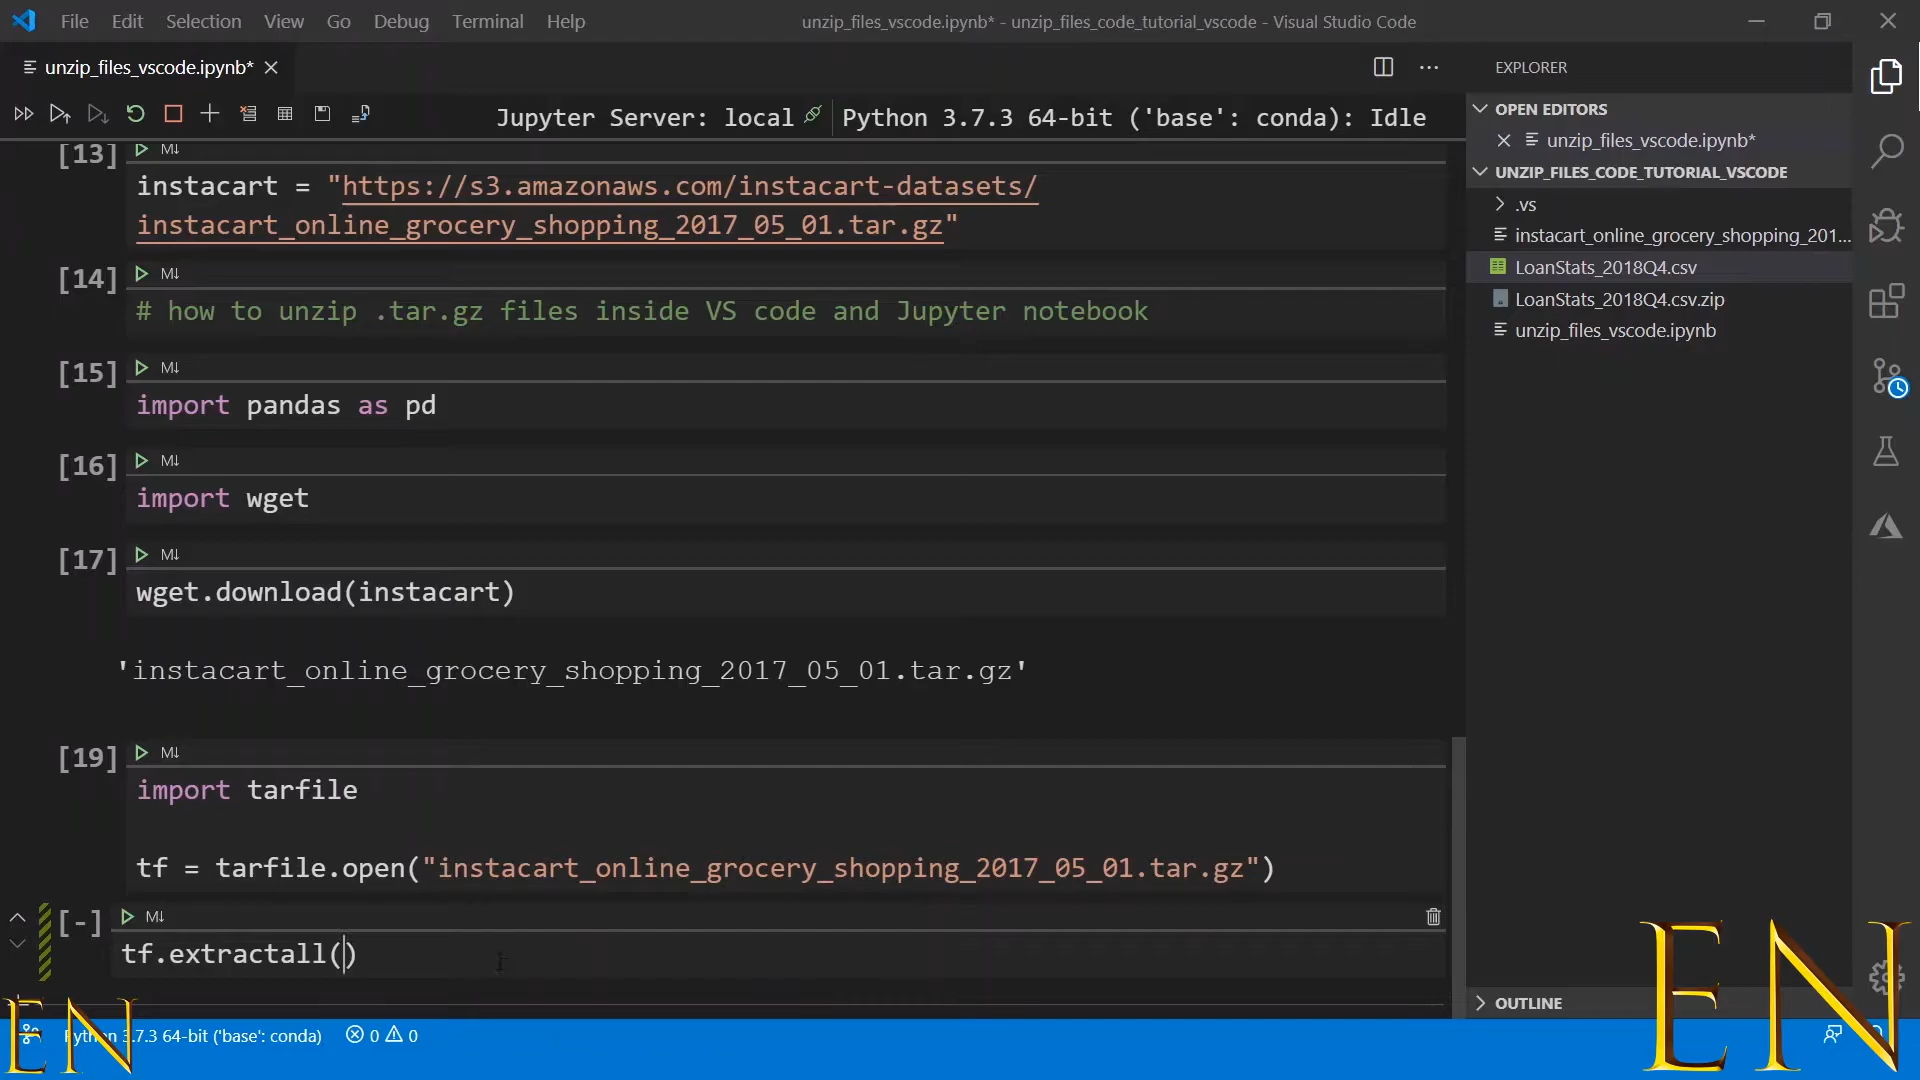 File Edit Selection View Go Debug Terminal Help
unzip_files_vscode.ipynb* - unzip_files_code_tutorial_vscode - Visual Studio Code
unzip_files_vscode.ipynb*
Jupyter Server: local
Python 3.7.3 64-bit ('base': conda): Idle
[13] M↓
instacart = "https://s3.amazonaws.com/instacart-datasets/
instacart_online_grocery_shopping_2017_05_01.tar.gz"
[14] M↓
# how to unzip .tar.gz files inside VS code and Jupyter notebook
[15] M↓
import pandas as pd
[16] M↓
import wget
[17] M↓
wget.download(instacart)
'instacart_online_grocery_shopping_2017_05_01.tar.gz'
[19] M↓
import tarfile
tf = tarfile.open("instacart_online_grocery_shopping_2017_05_01.tar.gz")
[-] M↓
tf.extractall()
EXPLORER
OPEN EDITORS
unzip_files_vscode.ipynb*
UNZIP_FILES_CODE_TUTORIAL_VSCODE
.vs
instacart_online_grocery_shopping_201...
LoanStats_2018Q4.csv
LoanStats_2018Q4.csv.zip
unzip_files_vscode.ipynb
OUTLINE
Python 3.7.3 64-bit ('base': conda) 0 0
EN
EN